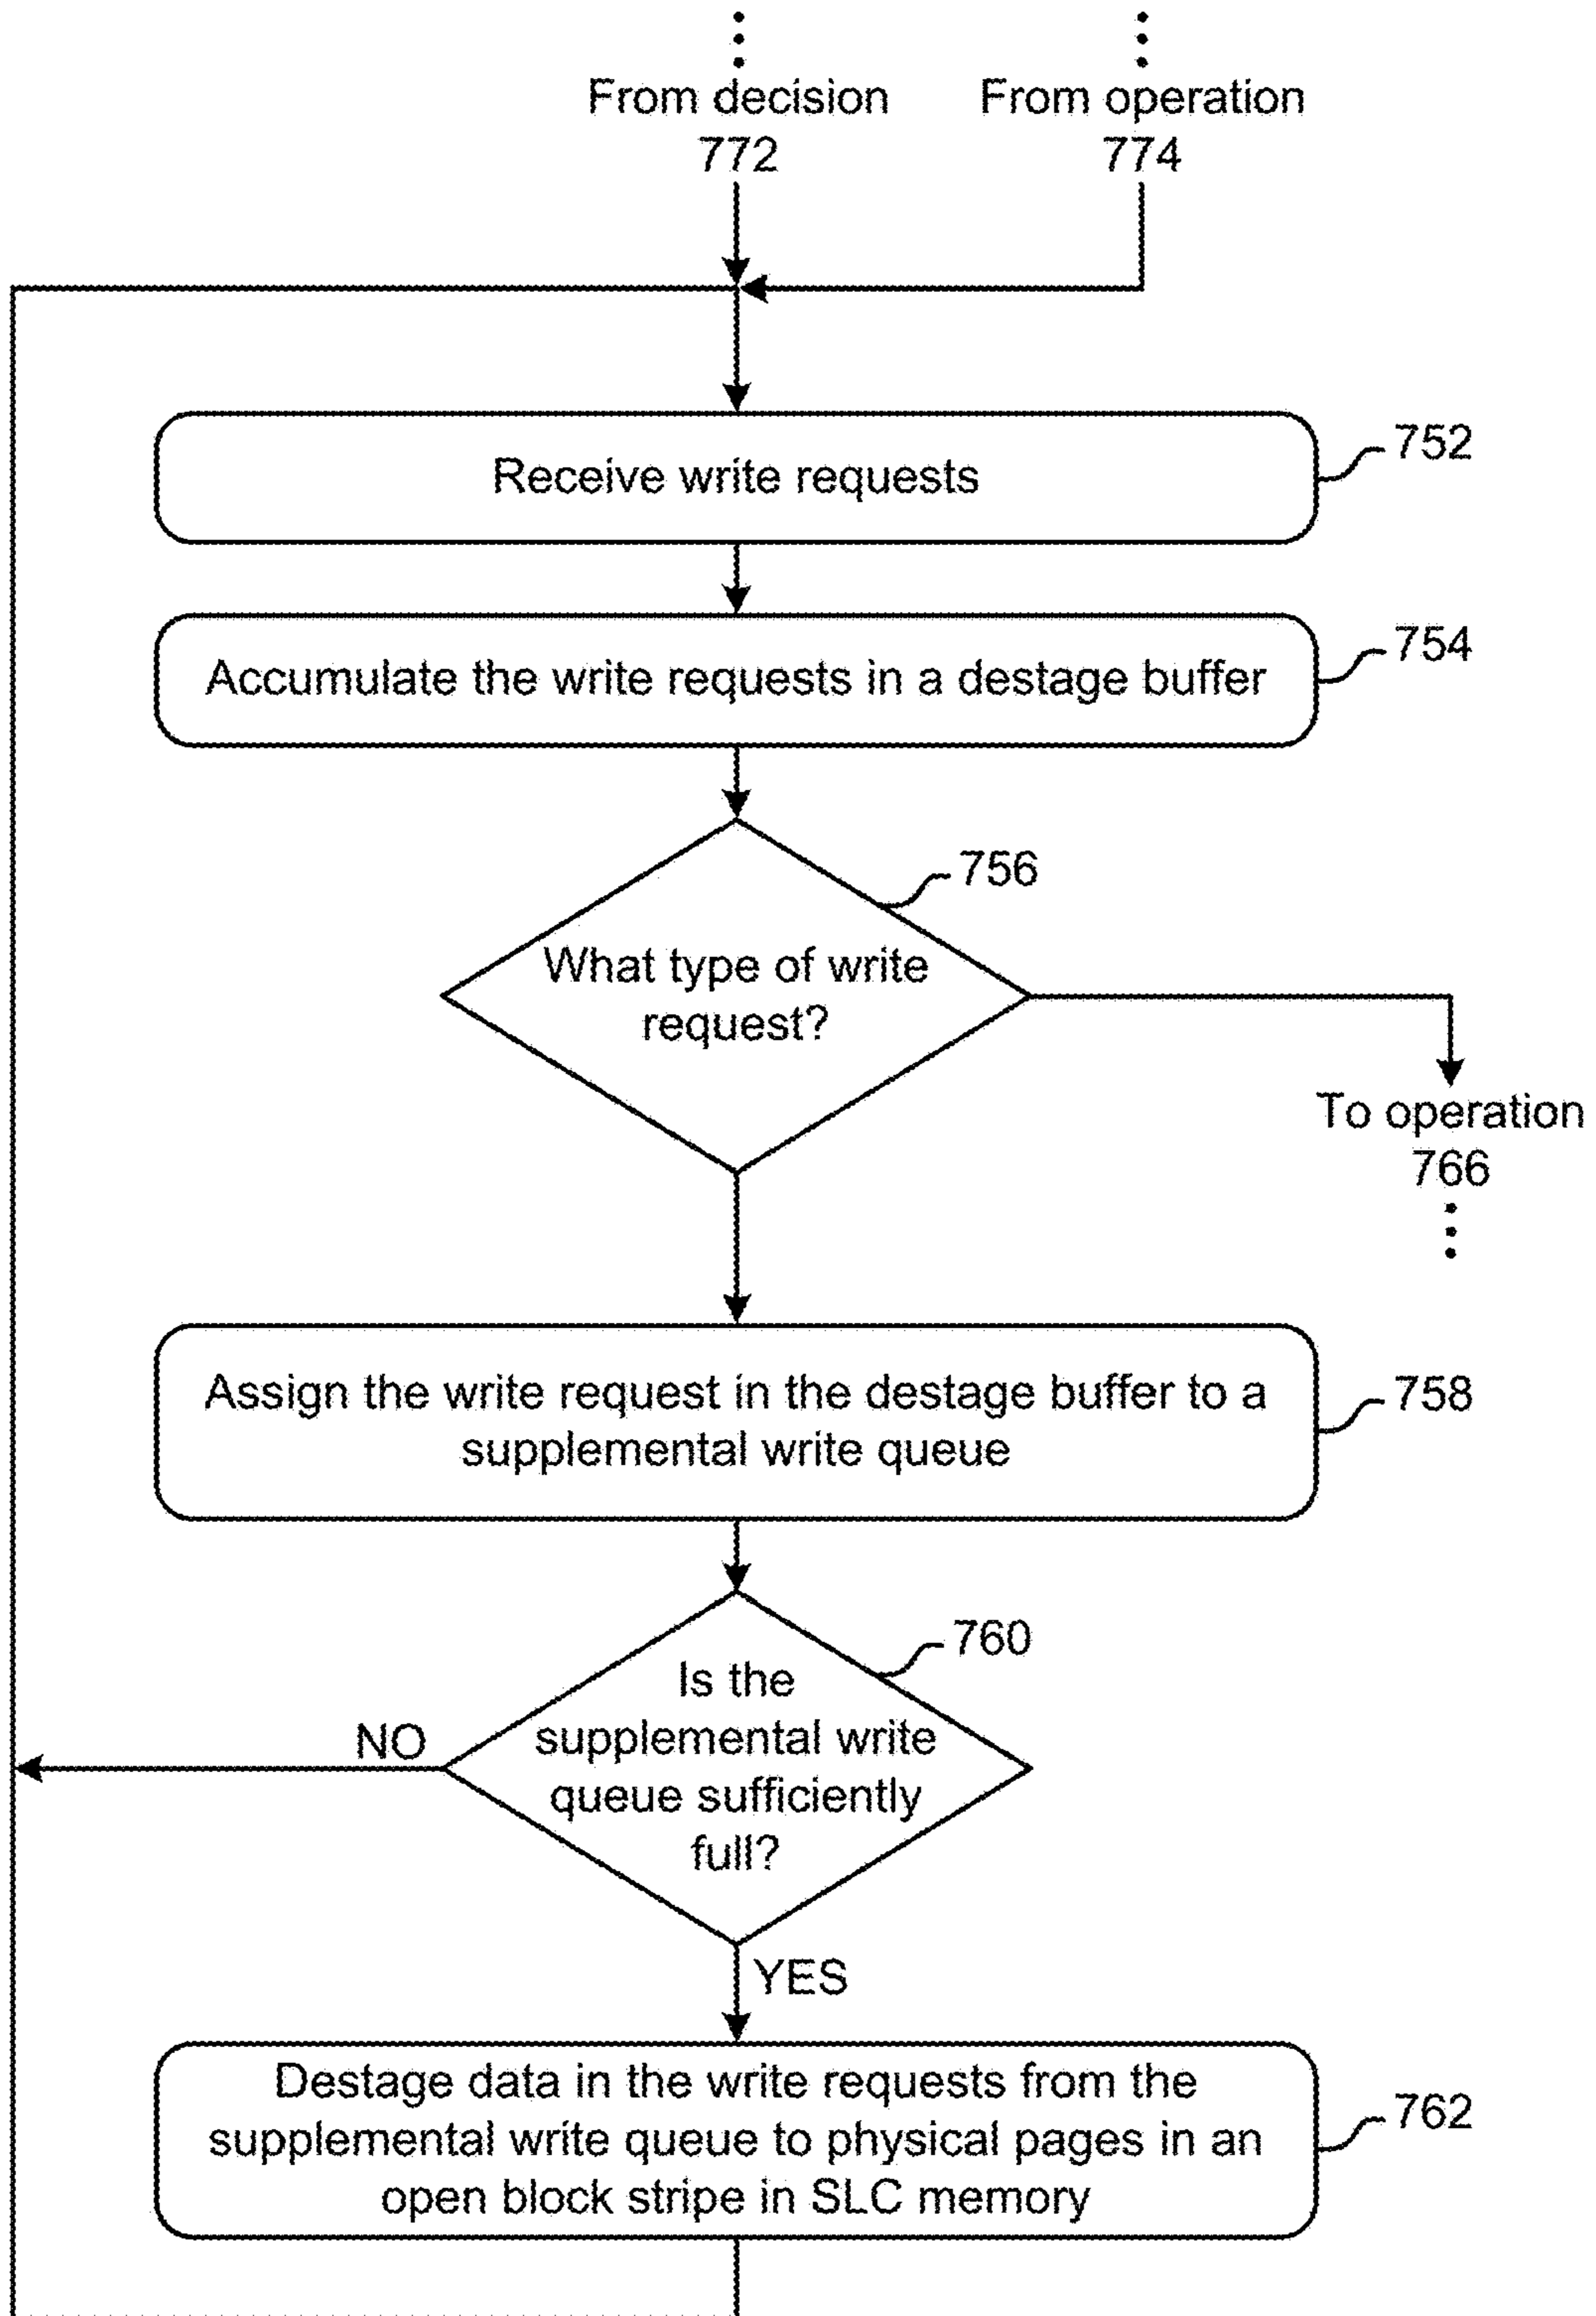 From decision
772
From operation
774
Receive write requests
752
Accumulate the write requests in a destage buffer
754
756
What type of write
request?
To operation
766
Assign the write request in the destage buffer to a
supplemental write queue
758
760
Is the
supplemental write
queue sufficiently
full?
NO
YES
Destage data in the write requests from the
supplemental write queue to physical pages in an
open block stripe in SLC memory
762